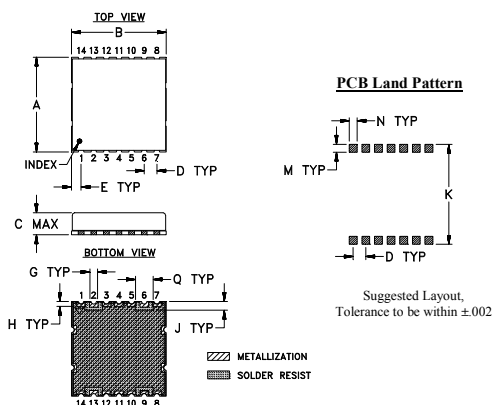 TOP VIEW
B
14 13 12 11 10 9 8
A
INDEX
1 2 3 4 5 6 7
D TYP
E TYP
C MAX
BOTTOM VIEW
G TYP
Q TYP
1 2 3 4 5 6 7
H TYP
J TYP
14 13 12 11 10 9 8
METALLIZATION
SOLDER RESIST
PCB Land Pattern
N TYP
M TYP
K
D TYP
Suggested Layout,
Tolerance to be within ±.002